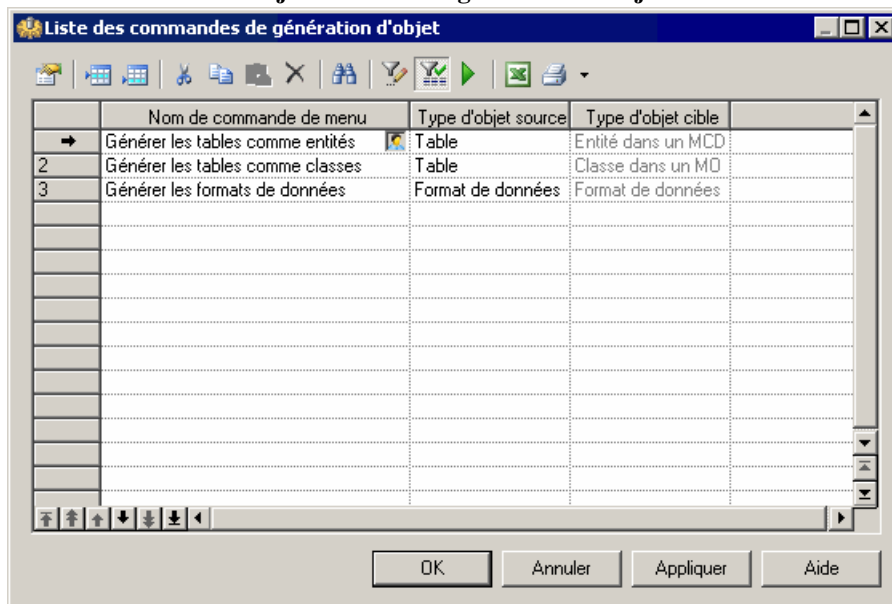 Liste des commandes de génération d'objet
Nom de commande de menu Type d'objet source Type d'objet cible
Générer les tables comme entités Table Entité dans un MCD
2 Générer les tables comme classes Table Classe dans un MO
3 Générer les formats de données Format de données Format de données
OK Annuler Appliquer Aide